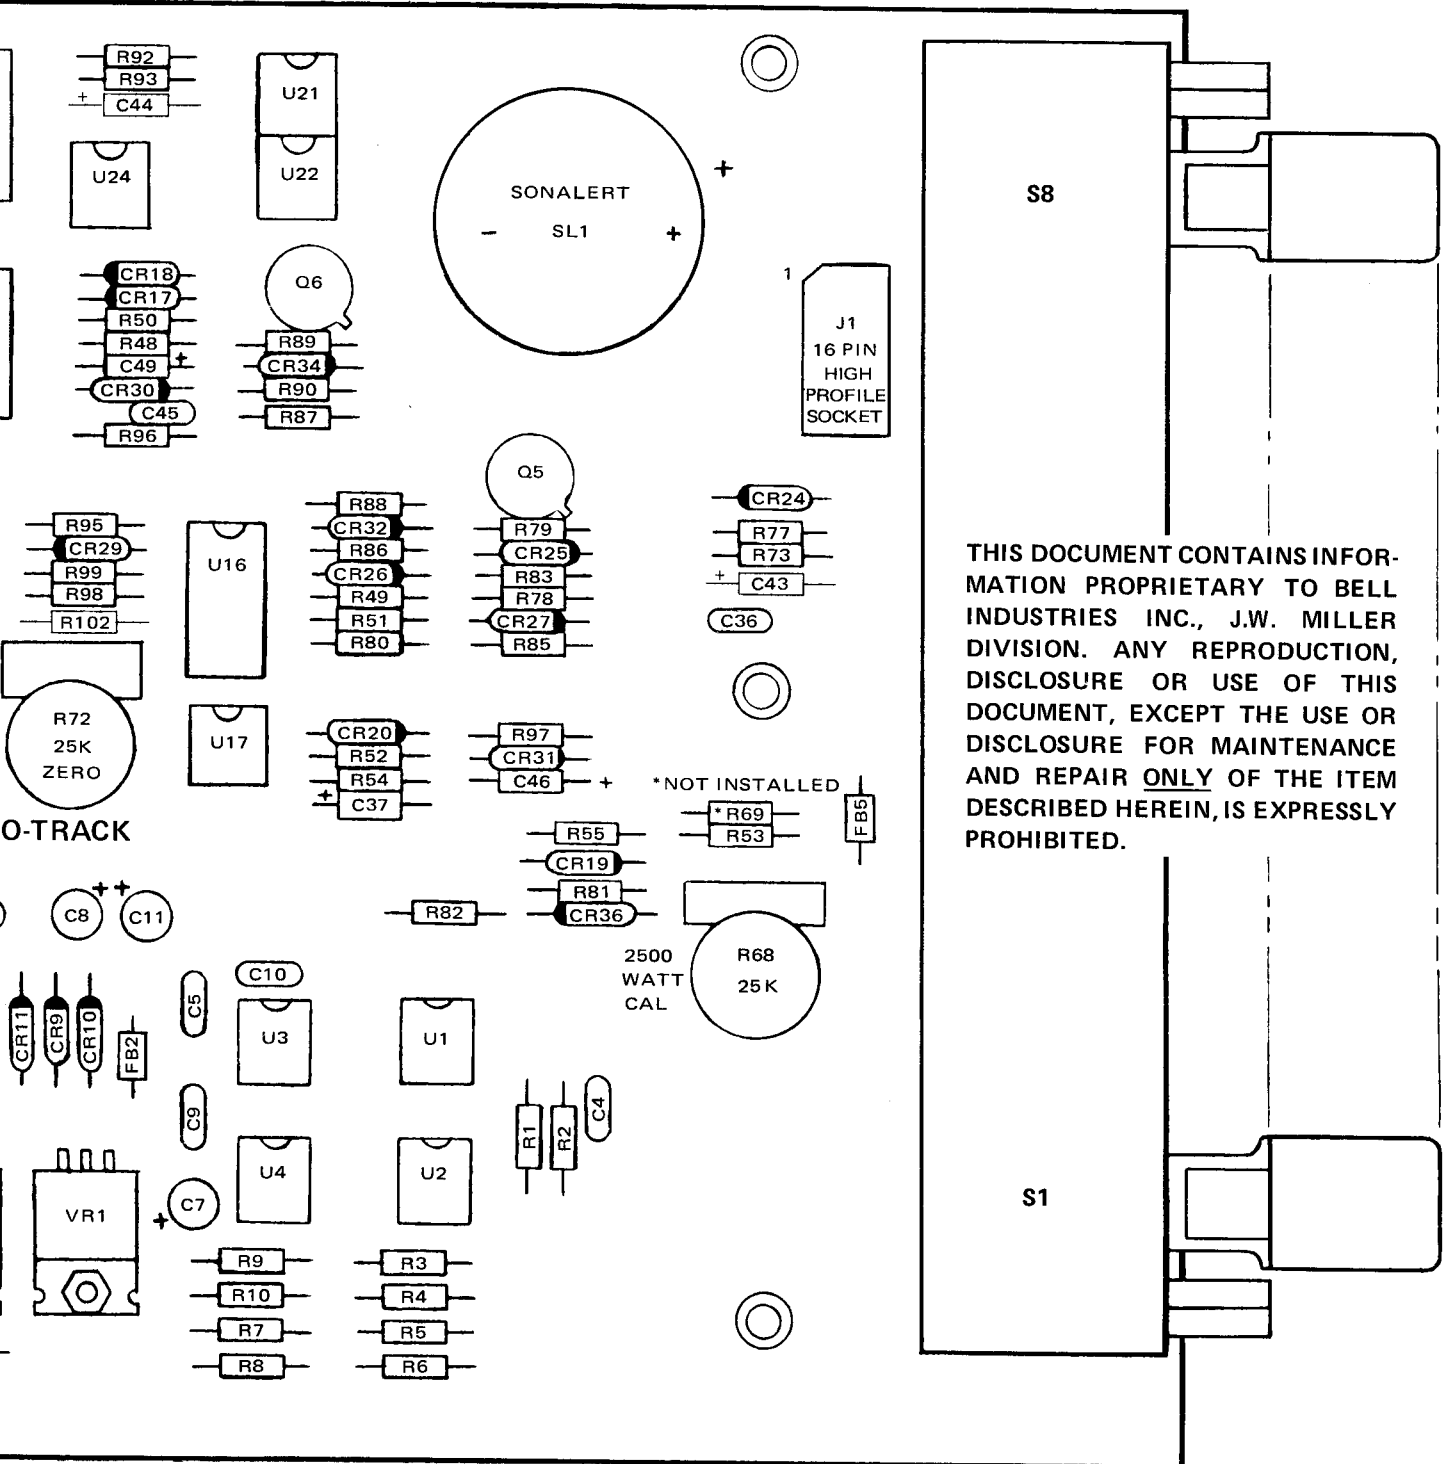 R92
R93
+
C44
U21
U22
U24
SONALERT
- SL1 +
+
S8
CR18
CR17
R50
R48
C49
+
CR30
C45
R96
Q6
R89
CR34
R90
R87
1
J1
16 PIN
HIGH
PROFILE
SOCKET
Q5
R95
CR29
R99
R98
R102
U16
R88
CR32
R86
CR26
R49
R51
R80
R79
CR25
R83
R78
CR27
R85
CR24
R77
R73
+
C43
C36
THIS DOCUMENT CONTAINS INFOR-
MATION PROPRIETARY TO BELL
INDUSTRIES INC., J.W. MILLER
DIVISION. ANY REPRODUCTION,
DISCLOSURE OR USE OF THIS
DOCUMENT, EXCEPT THE USE OR
DISCLOSURE FOR MAINTENANCE
AND REPAIR ONLY OF THE ITEM
DESCRIBED HEREIN, IS EXPRESSLY
PROHIBITED.
R72
25K
ZERO
O-TRACK
U17
CR20
R52
R54
+
C37
R97
CR31
C46 +
*NOT INSTALLED
*R69
R53
FB5
R55
CR19
R81
CR36
R82
2500
WATT
CAL
R68
25K
+ +
C8
C11
CR11
CR9
CR10
FB2
C5
C10
U3
U1
C9
U4
U2
R1
R2
C4
VR1
+
C7
S1
R9
R10
R7
R8
R3
R4
R5
R6